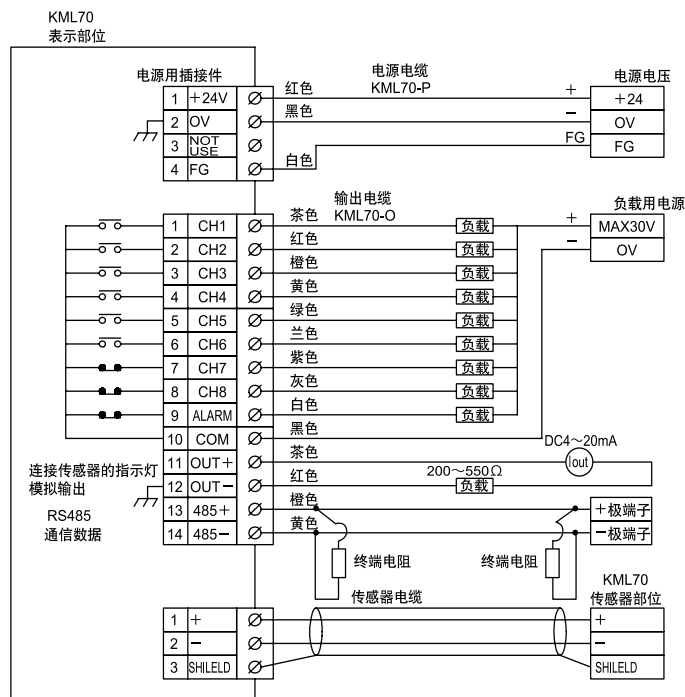 KML70
表示部位
电源用插接件
1 +24V
2 OV
3 NOT USE
4 FG
红色
黑色
白色
电源电缆
KML70-P
+
−
FG
电源电压
+24
OV
FG
输出电缆
KML70-O
负载用电源
+
−
MAX30V
OV
1 CH1 茶色 负载
2 CH2 红色 负载
3 CH3 橙色 负载
4 CH4 黄色 负载
5 CH5 绿色 负载
6 CH6 兰色 负载
7 CH7 紫色 负载
8 CH8 灰色 负载
9 ALARM 白色 负载
10 COM 黑色
11 OUT+ 茶色
12 OUT− 红色
13 485+ 橙色
14 485− 黄色
DC4～20mA
Iout
200～550Ω
负载
连接传感器的指示灯
模拟输出
RS485
通信数据
+极端子
−极端子
终端电阻
终端电阻
传感器电缆
KML70
传感器部位
1 +
2 −
3 SHILELD
+
−
SHILELD